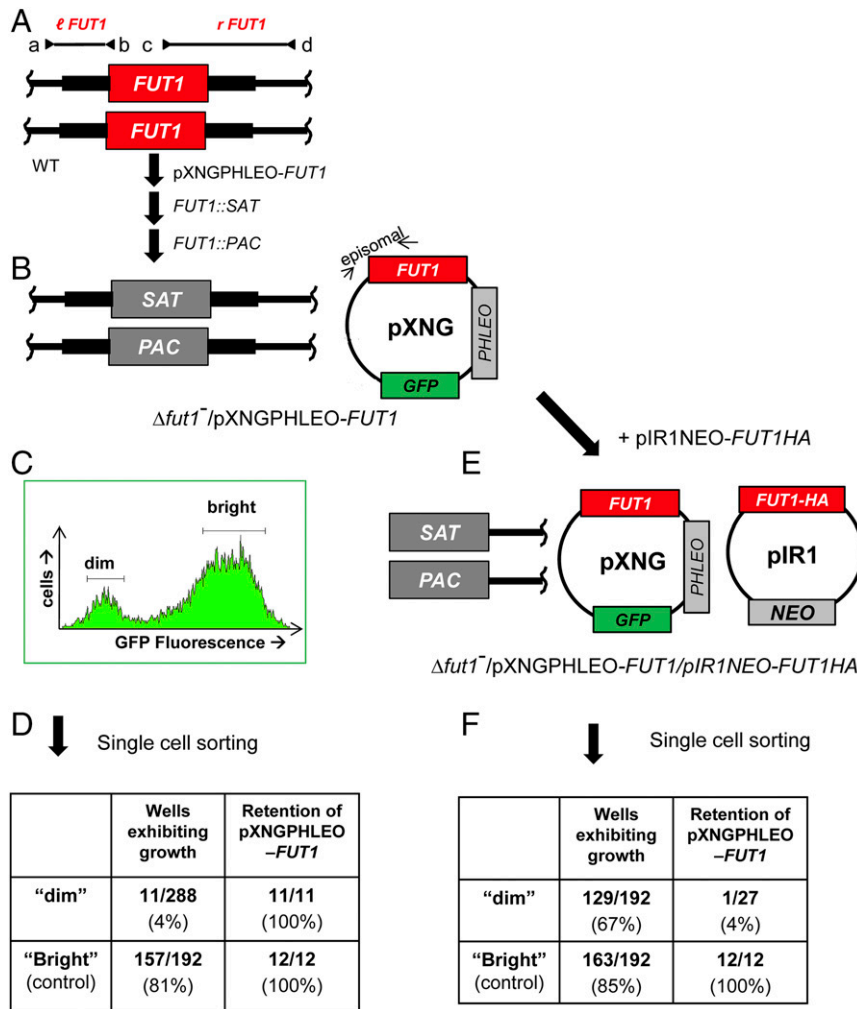 A
ℓ FUT1
r FUT1
a
b
c
d
FUT1
FUT1
WT
pXNGPHLEO-FUT1
FUT1::SAT
FUT1::PAC
B
SAT
PAC
episomal
FUT1
pXNG
PHLEO
GFP
Δfut1⁻/pXNGPHLEO-FUT1
+ pIR1NEO-FUT1HA
C
bright
dim
cells →
GFP Fluorescence →
E
SAT
PAC
FUT1
pXNG
PHLEO
GFP
FUT1-HA
pIR1
NEO
Δfut1⁻/pXNGPHLEO-FUT1/pIR1NEO-FUT1HA
D
Single cell sorting
Wells exhibiting growth
Retention of pXNGPHLEO –FUT1
“dim”
11/288 (4%)
11/11 (100%)
“Bright” (control)
157/192 (81%)
12/12 (100%)
F
Single cell sorting
Wells exhibiting growth
Retention of pXNGPHLEO –FUT1
“dim”
129/192 (67%)
1/27 (4%)
“Bright” (control)
163/192 (85%)
12/12 (100%)